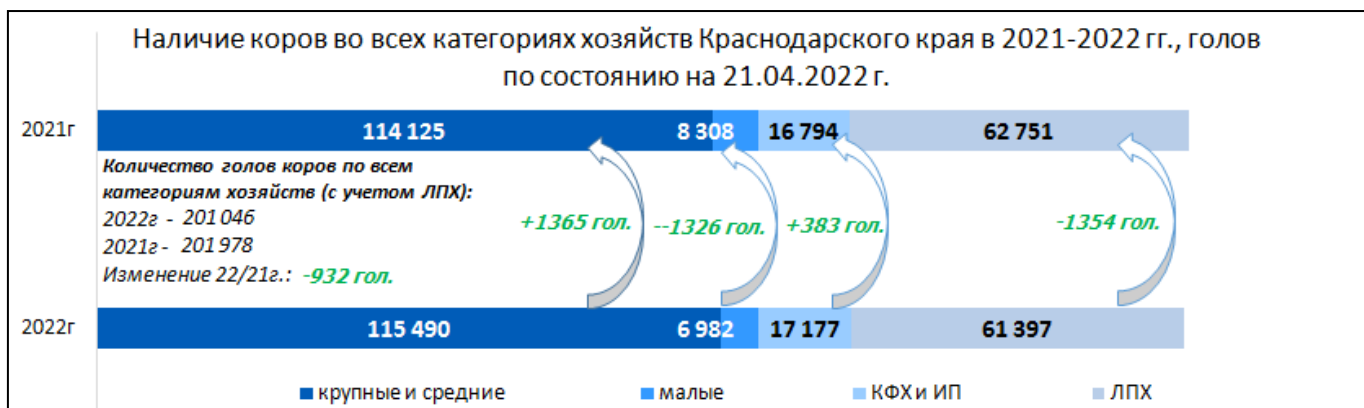 Наличие коров во всех категориях хозяйств Краснодарского края в 2021-2022 гг., голов
по состоянию на 21.04.2022 г.
2021г
114 125
8 308
16 794
62 751
Количество голов коров по всем
категориям хозяйств (с учетом ЛПХ):
2022г - 201 046
2021г - 201 978
Изменение 22/21г.: -932 гол.
+1365 гол.
--1326 гол.
+383 гол.
-1354 гол.
2022г
115 490
6 982
17 177
61 397
крупные и средние
малые
КФХ и ИП
ЛПХ